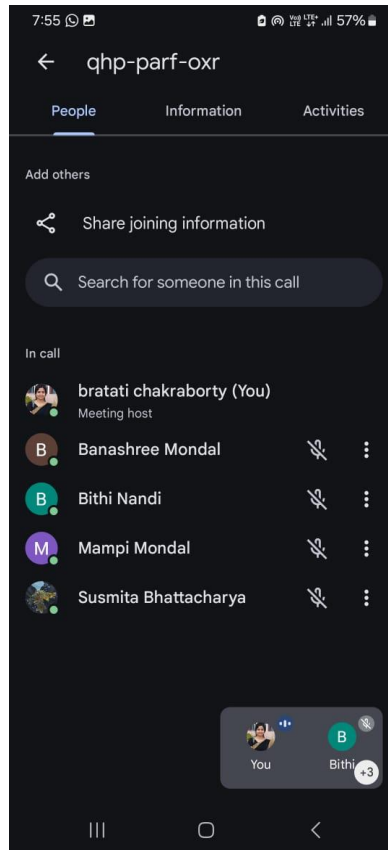 7:55 57%
qhp-parf-oxr
People Information Activities
Add others
Share joining information
Search for someone in this call
In call
bratati chakraborty (You)
Meeting host
B Banashree Mondal
B Bithi Nandi
M Mampi Mondal
Susmita Bhattacharya
B
You Bithi
+3